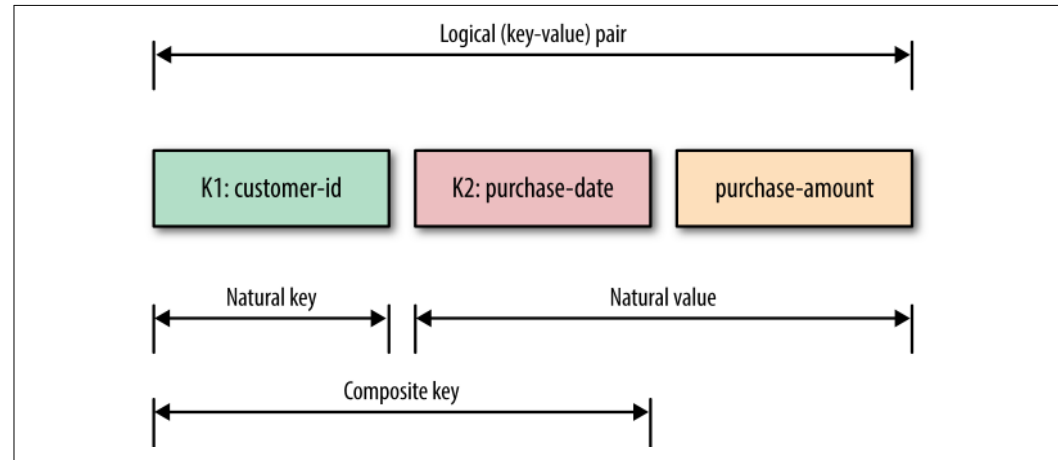 Logical (key-value) pair
K1: customer-id
K2: purchase-date
purchase-amount
Natural key
Natural value
Composite key